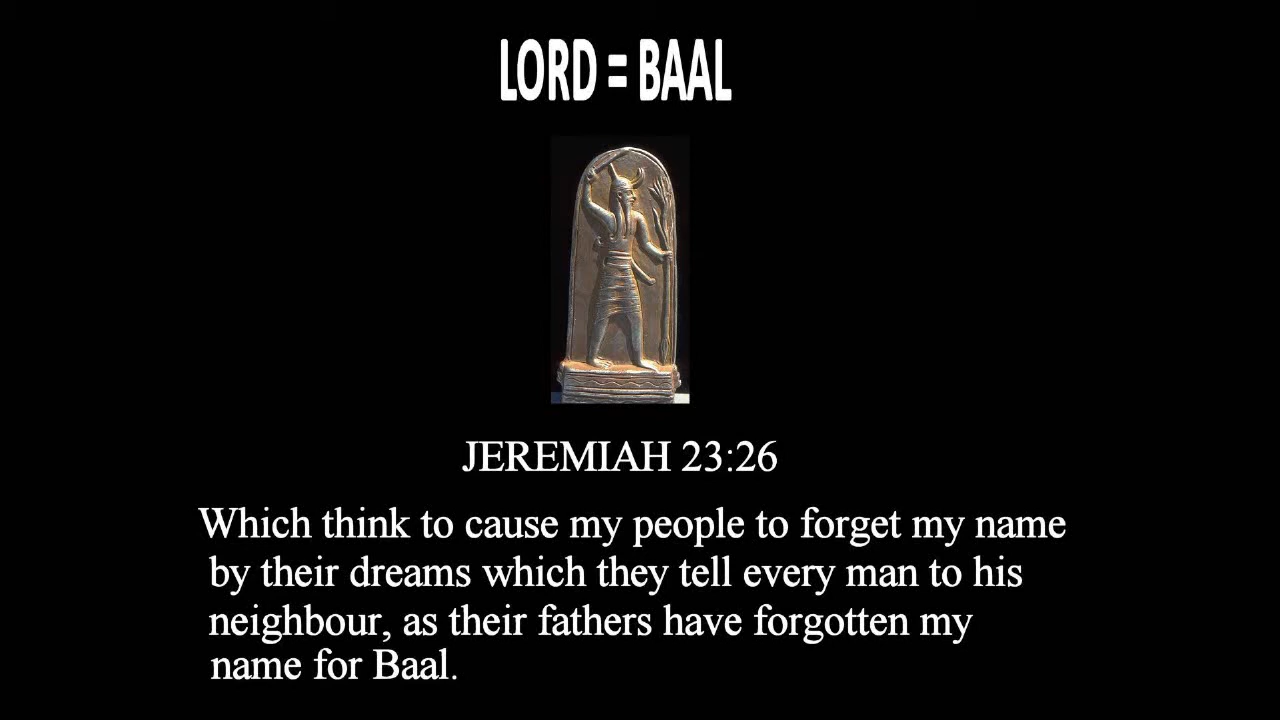 LORD = BAAL
JEREMIAH 23:26
Which think to cause my people to forget my name
by their dreams which they tell every man to his
neighbour, as their fathers have forgotten my
name for Baal.